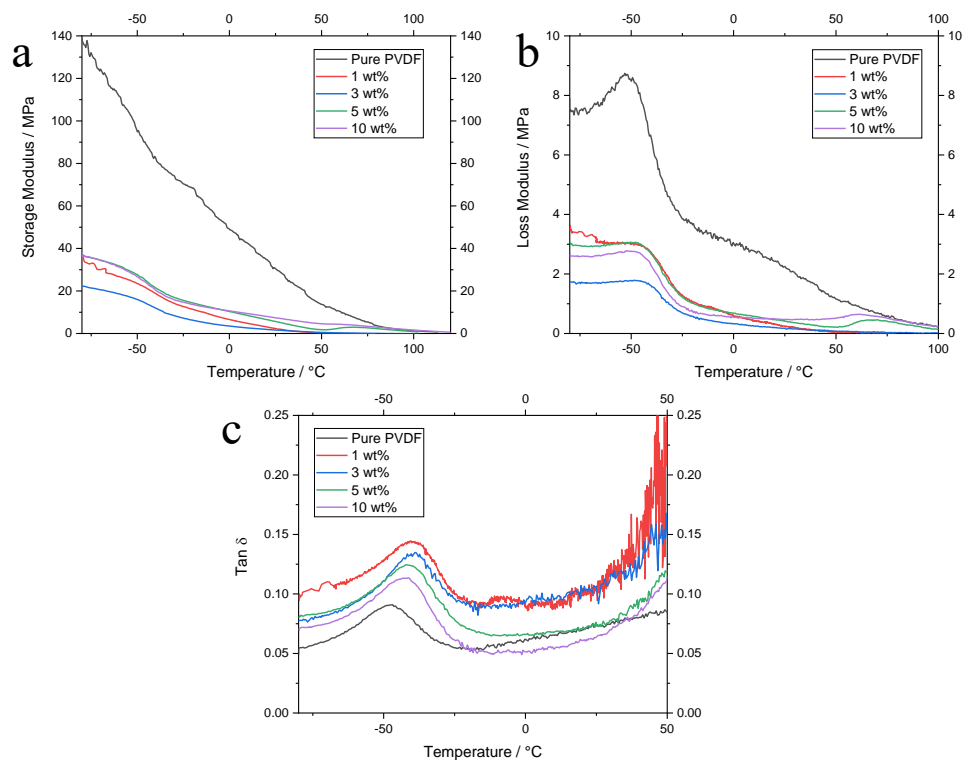 -50 0 50 100
a
140
120
100
80
60
40
20
0
Storage Modulus / MPa
Pure PVDF
1 wt%
3 wt%
5 wt%
10 wt%
140
120
100
80
60
40
20
0
-50 0 50 100
Temperature / °C
-50 0 50 100
b
10
8
6
4
2
0
Loss Modulus / MPa
Pure PVDF
1 wt%
3 wt%
5 wt%
10 wt%
10
8
6
4
2
0
-50 0 50 100
Temperature / °C
-50 0 50
c
0.25
0.20
0.15
0.10
0.05
0.00
Tan δ
Pure PVDF
1 wt%
3 wt%
5 wt%
10 wt%
0.25
0.20
0.15
0.10
0.05
0.00
-50 0 50
Temperature / °C